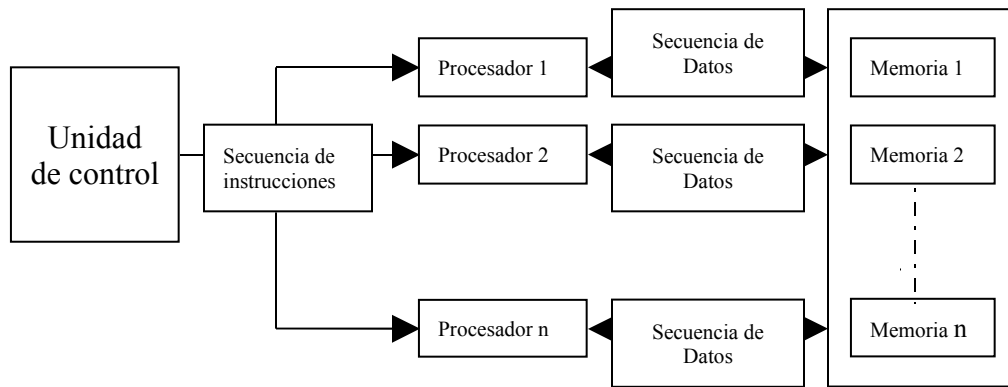 Unidad
de control
Secuencia de
instrucciones
Procesador 1
Secuencia de
Datos
Memoria 1
Procesador 2
Secuencia de
Datos
Memoria 2
Procesador n
Secuencia de
Datos
Memoria n